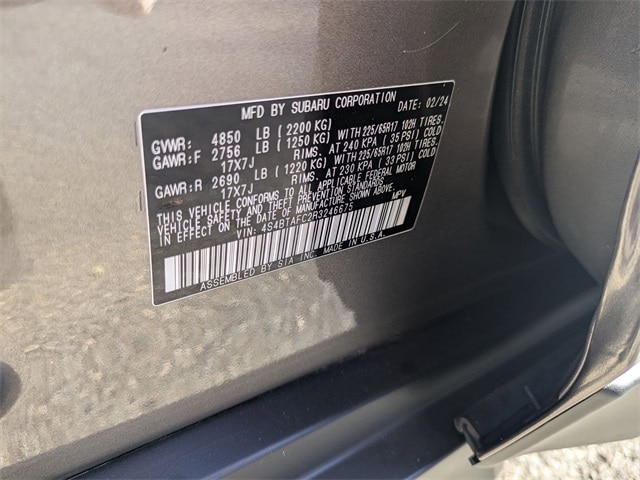 MFD BY SUBARU CORPORATION DATE: 02/24
GVWR: 4850 LB (2200 KG)
GAWR:F 2756 LB (1250 KG) WITH 225/65R17 102H TIRES,
17X7J RIMS, AT 240 KPA (35 PSI) COLD
GAWR:R 2690 LB (1220 KG) WITH 225/65R17 102H TIRES,
17X7J RIMS, AT 230 KPA (33 PSI) COLD
THIS VEHICLE CONFORMS TO ALL APPLICABLE FEDERAL MOTOR
VEHICLE SAFETY AND THEFT PREVENTION STANDARDS
IN EFFECT ON THE DATE OF MANUFACTURE SHOWN ABOVE.
VIN: 4S4BTAFC2R3246675 MPV
ASSEMBLED BY SIA INC. MADE IN U.S.A.